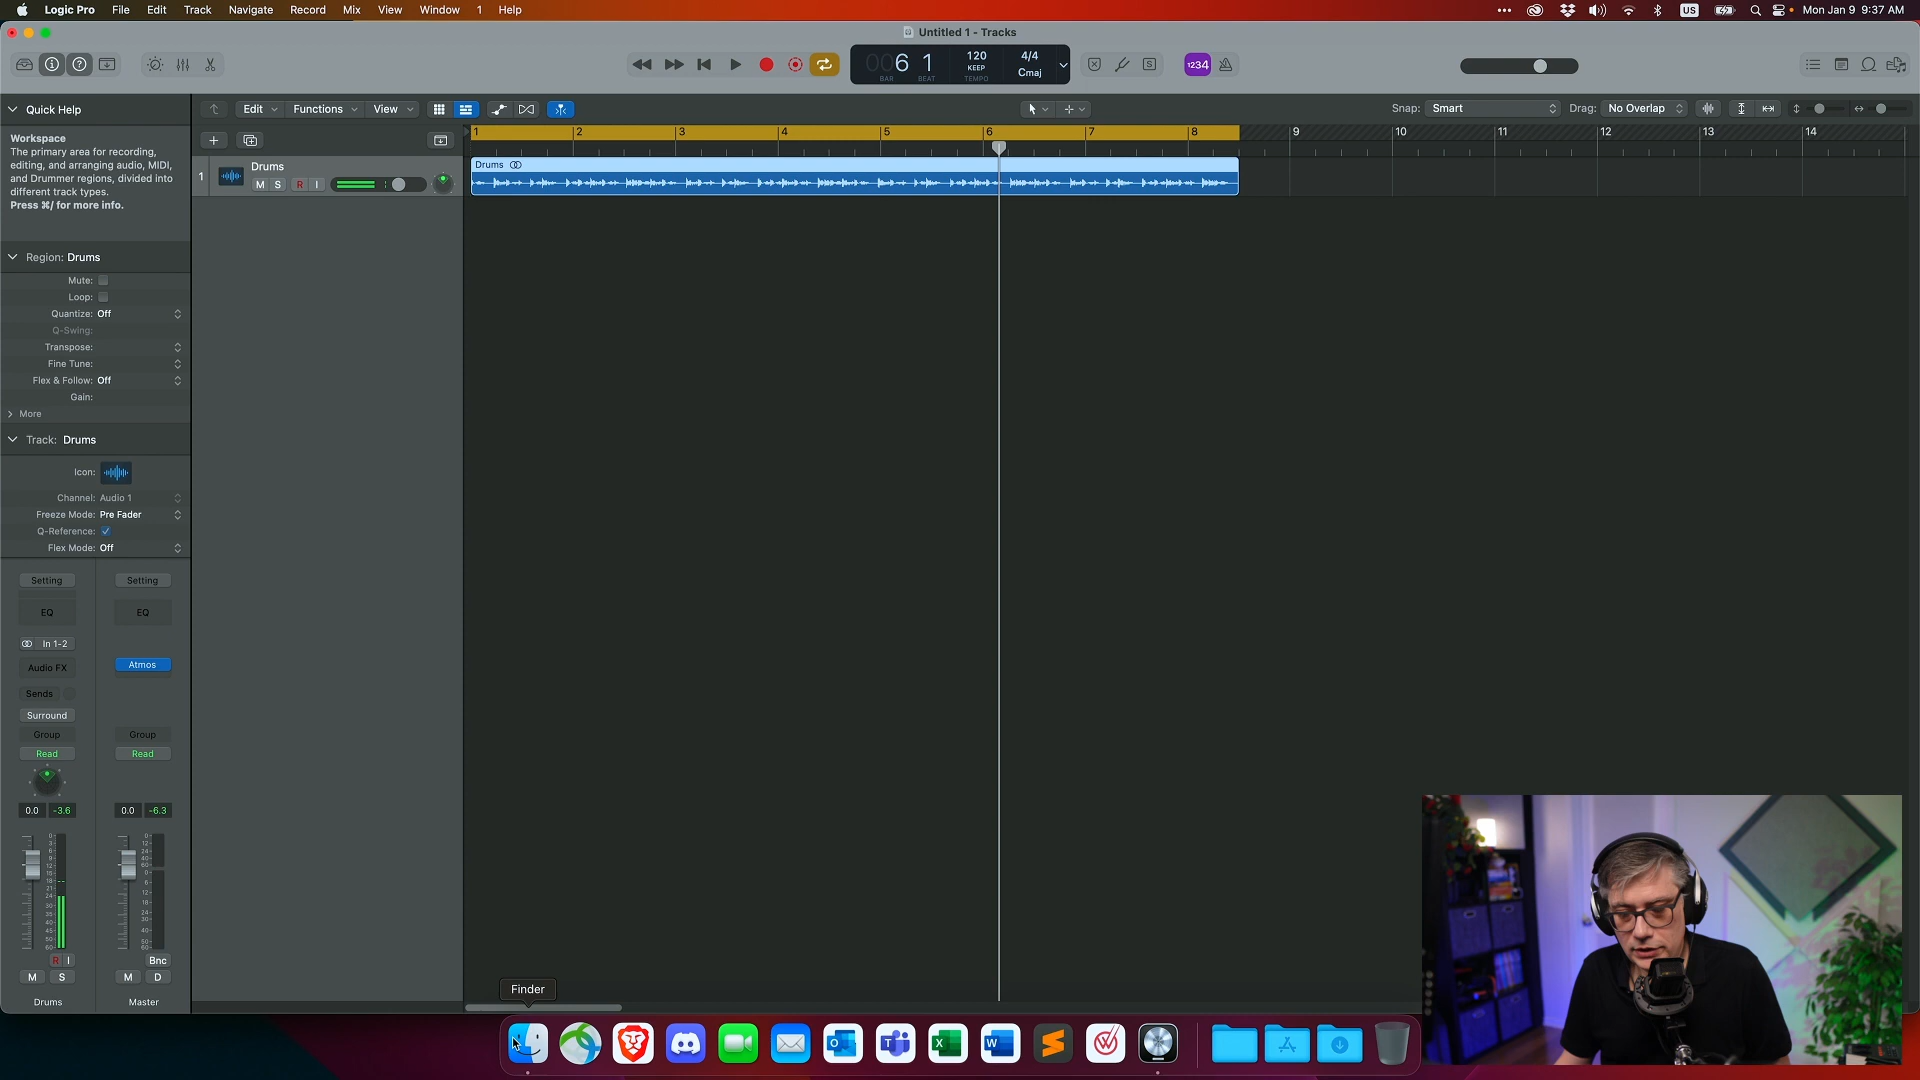 Logic Pro File Edit Track Navigate Record Mix View Window 1 Help
US Mon Jan 9 9:37 AM
Untitled 1 - Tracks
006 1 120 4/4
KEEP Cmaj
BAR BEAT TEMPO
S 1234
Quick Help
Edit Functions View
Snap: Smart Drag: No Overlap
Workspace
The primary area for recording,
editing, and arranging audio, MIDI,
and Drummer regions, divided into
different track types.
Press ⌘/ for more info.
1 2 3 4 5 6 7 8 9 10 11 12 13 14
1 Drums
M S R I
Drums
Region: Drums
Mute:
Loop:
Quantize: Off
Q-Swing:
Transpose:
Fine Tune:
Flex & Follow: Off
Gain:
More
Track: Drums
Icon:
Channel: Audio 1
Freeze Mode: Pre Fader
Q-Reference:
Flex Mode: Off
Setting Setting
EQ EQ
In 1-2
Audio FX Atmos
Sends
Surround
Group Group
Read Read
0.0 -3.6 0.0 -6.3
R I Bnc
M S M D
Drums Master
Finder